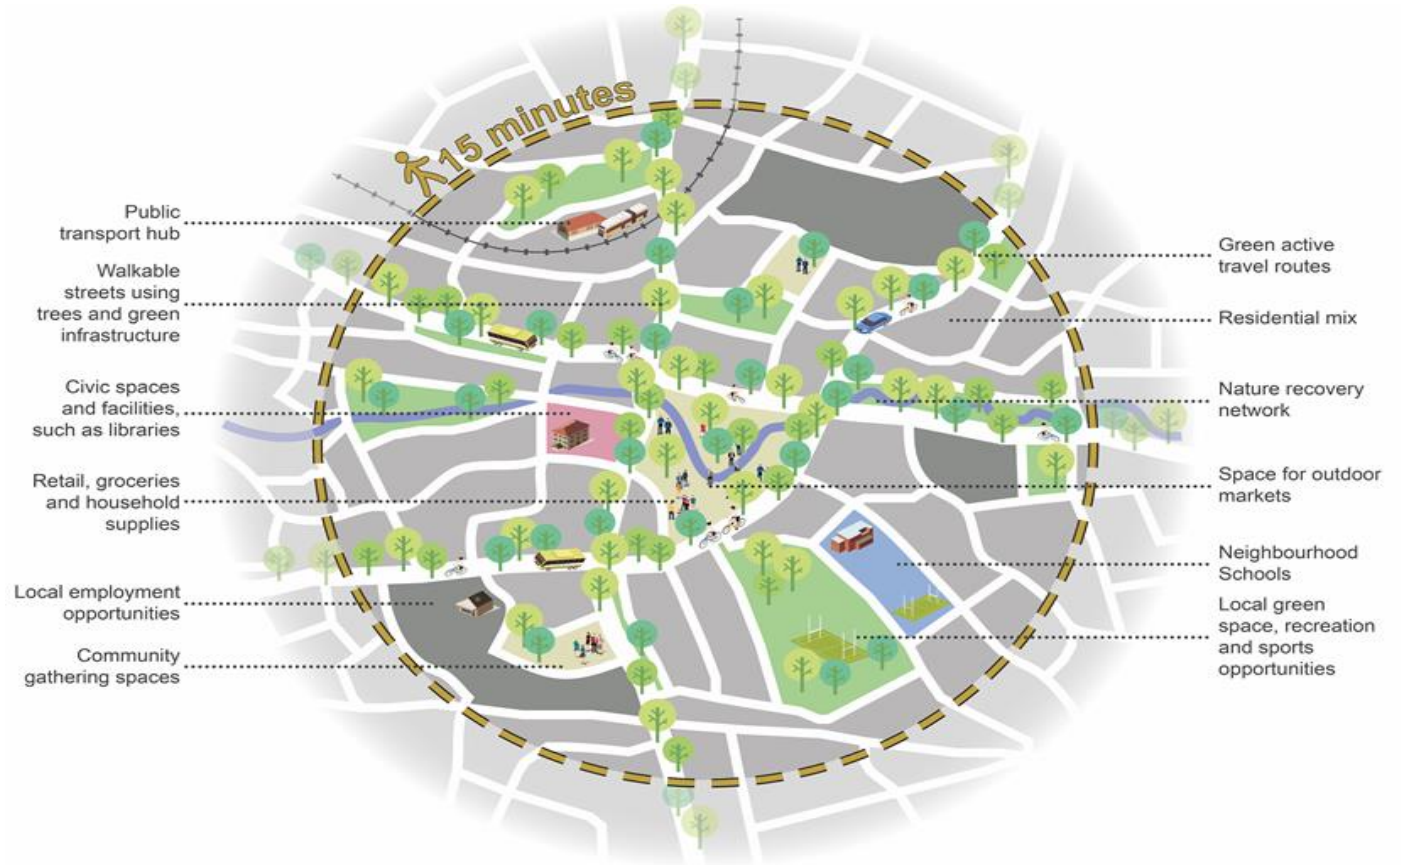 15 minutes
Public
transport hub
Walkable
streets using
trees and green
infrastructure
Civic spaces
and facilities,
such as libraries
Retail, groceries
and household
supplies
Local employment
opportunities
Community
gathering spaces
Green active
travel routes
Residential mix
Nature recovery
network
Space for outdoor
markets
Neighbourhood
Schools
Local green
space, recreation
and sports
opportunities